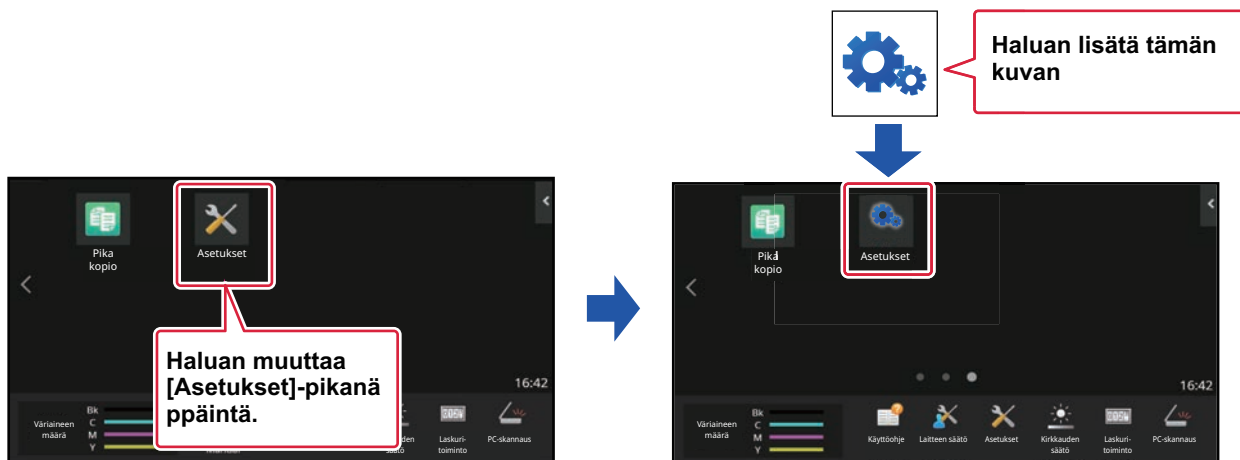 Haluan lisätä tämän
kuvan
Pika
kopio
Asetukset
Haluan muuttaa
[Asetukset]-pikanä
ppäintä.
16:42
Väriaineen
määrä
Bk
C
M
Y
säätö
Laskuri-
toiminto
PC-skannaus
Pika
kopio
Asetukset
16:42
Väriaineen
määrä
Bk
C
M
Y
Käyttöohje
Laitteen säätö
Asetukset
Kirkkauden
säätö
Laskuri-
toiminto
PC-skannaus